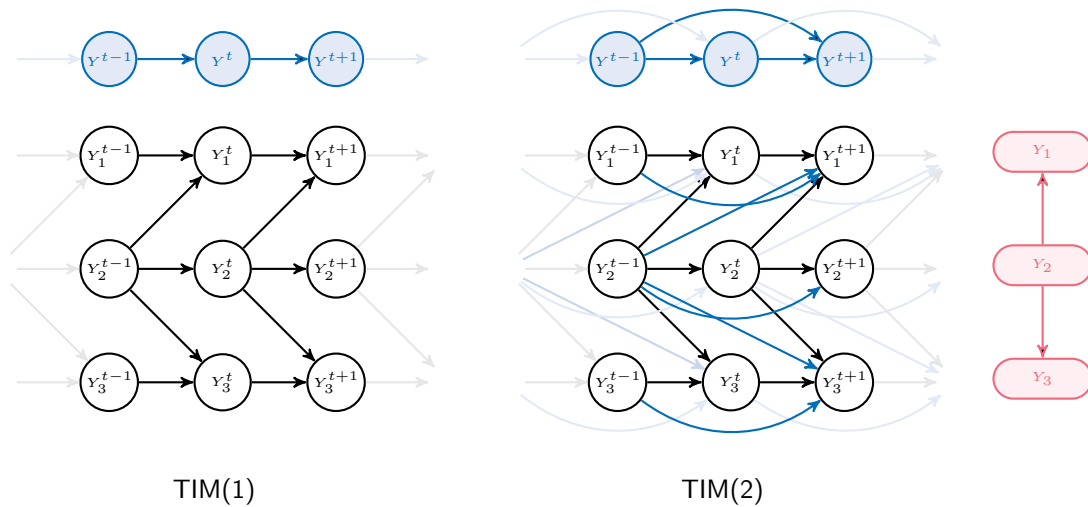 Y^{t-1} Y^t Y^{t+1} Y^{t-1} Y^t Y^{t+1}
Y_1^{t-1} Y_1^t Y_1^{t+1} Y_1^{t-1} Y_1^t Y_1^{t+1} Y_1
Y_2^{t-1} Y_2^t Y_2^{t+1} Y_2^{t-1} Y_2^t Y_2^{t+1} Y_2
Y_3^{t-1} Y_3^t Y_3^{t+1} Y_3^{t-1} Y_3^t Y_3^{t+1} Y_3
TIM(1) TIM(2)